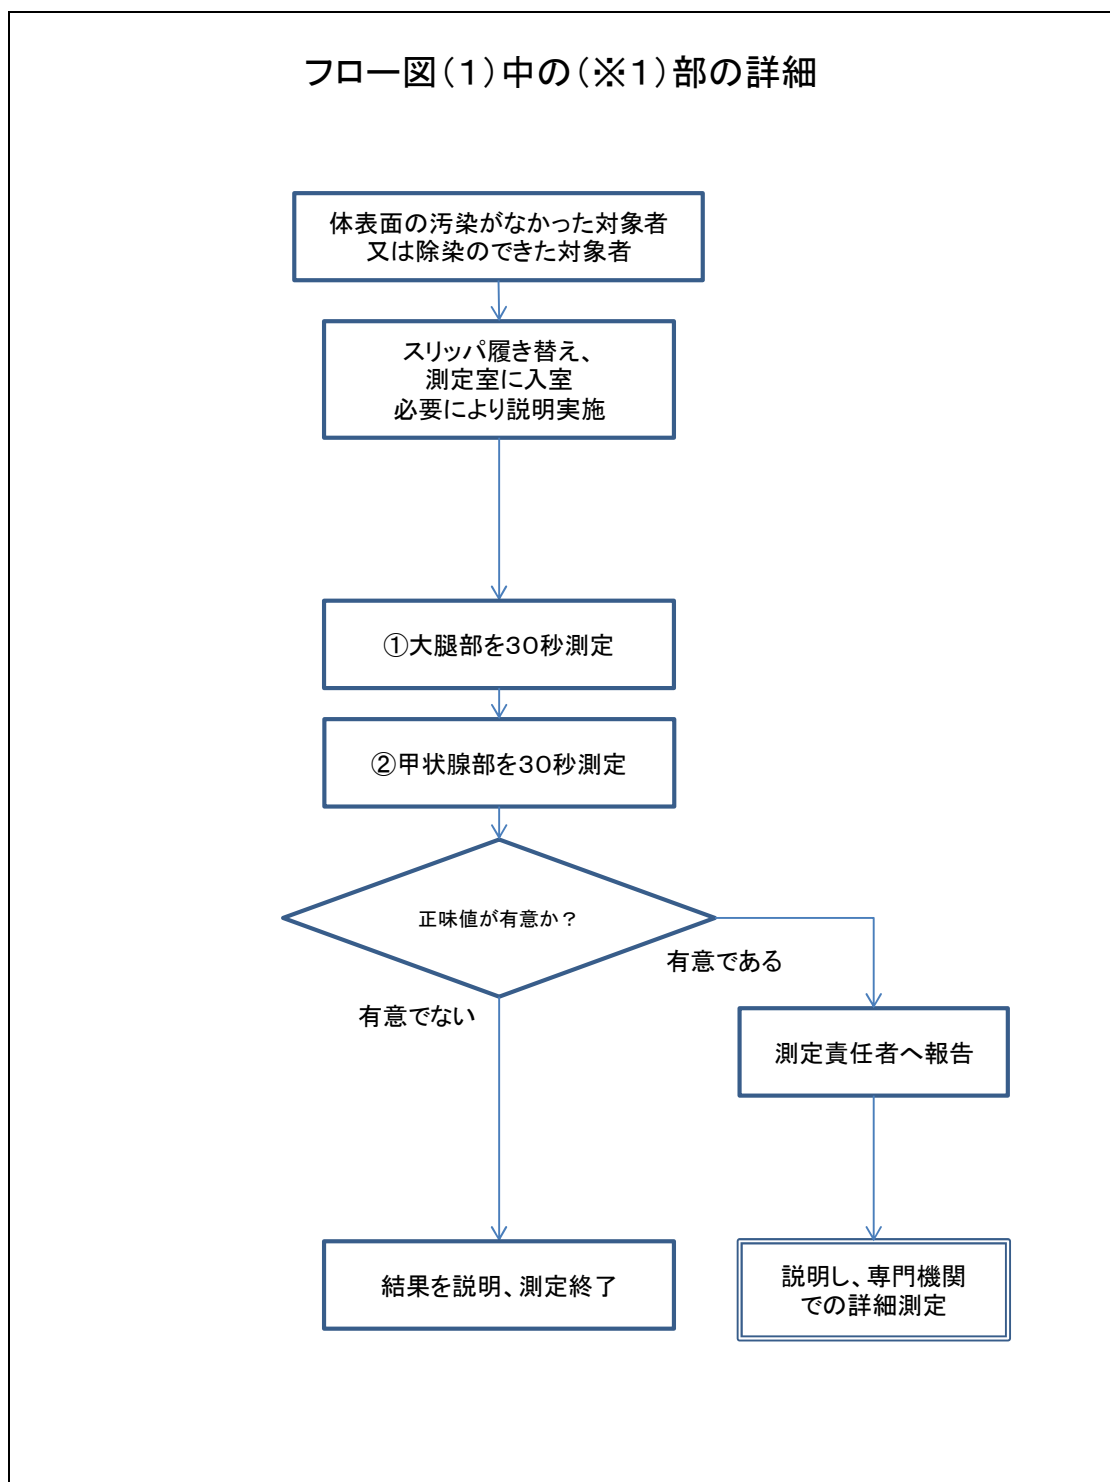 フロー図(1)中の(※1)部の詳細
体表面の汚染がなかった対象者
又は除染のできた対象者
スリッパ履き替え、
測定室に入室
必要により説明実施
①大腿部を30秒測定
②甲状腺部を30秒測定
正味値が有意か?
有意である
有意でない
測定責任者へ報告
結果を説明、測定終了
説明し、専門機関
での詳細測定